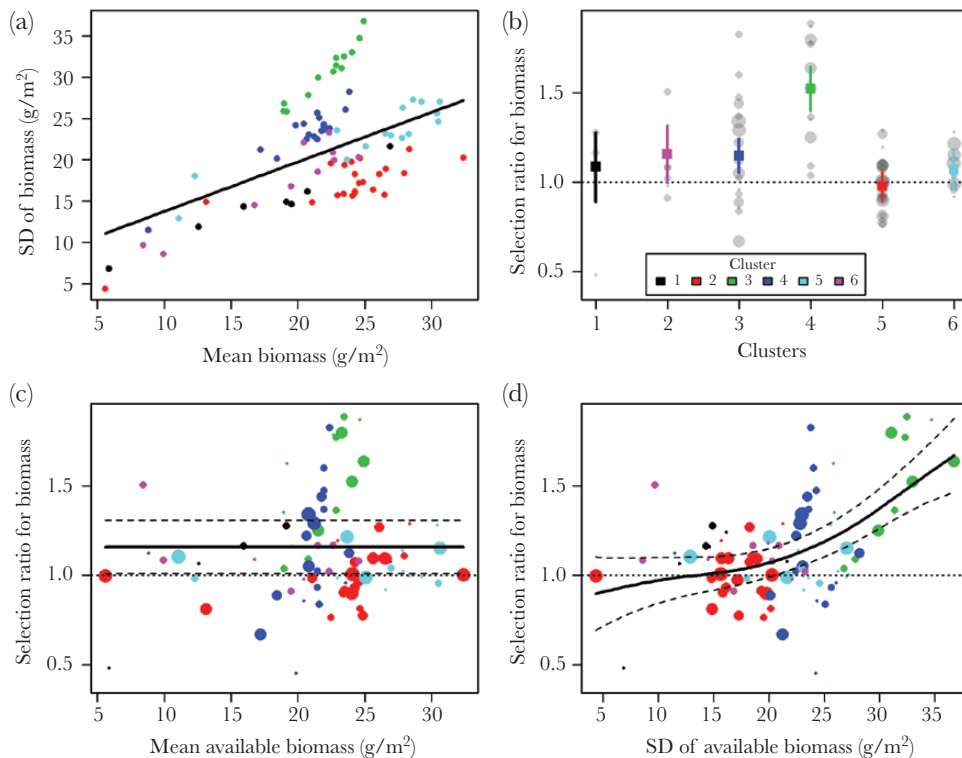 (a)
SD of biomass (g/m²)
35
30
25
20
15
10
5
5 10 15 20 25 30
Mean biomass (g/m²)
(b)
Selection ratio for biomass
1.5
1.0
0.5
Cluster
1 2 3 4 5 6
1 2 3 4 5 6
Clusters
(c)
Selection ratio for biomass
1.5
1.0
0.5
5 10 15 20 25 30
Mean available biomass (g/m²)
(d)
Selection ratio for biomass
1.5
1.0
0.5
5 10 15 20 25 30 35
SD of available biomass (g/m²)